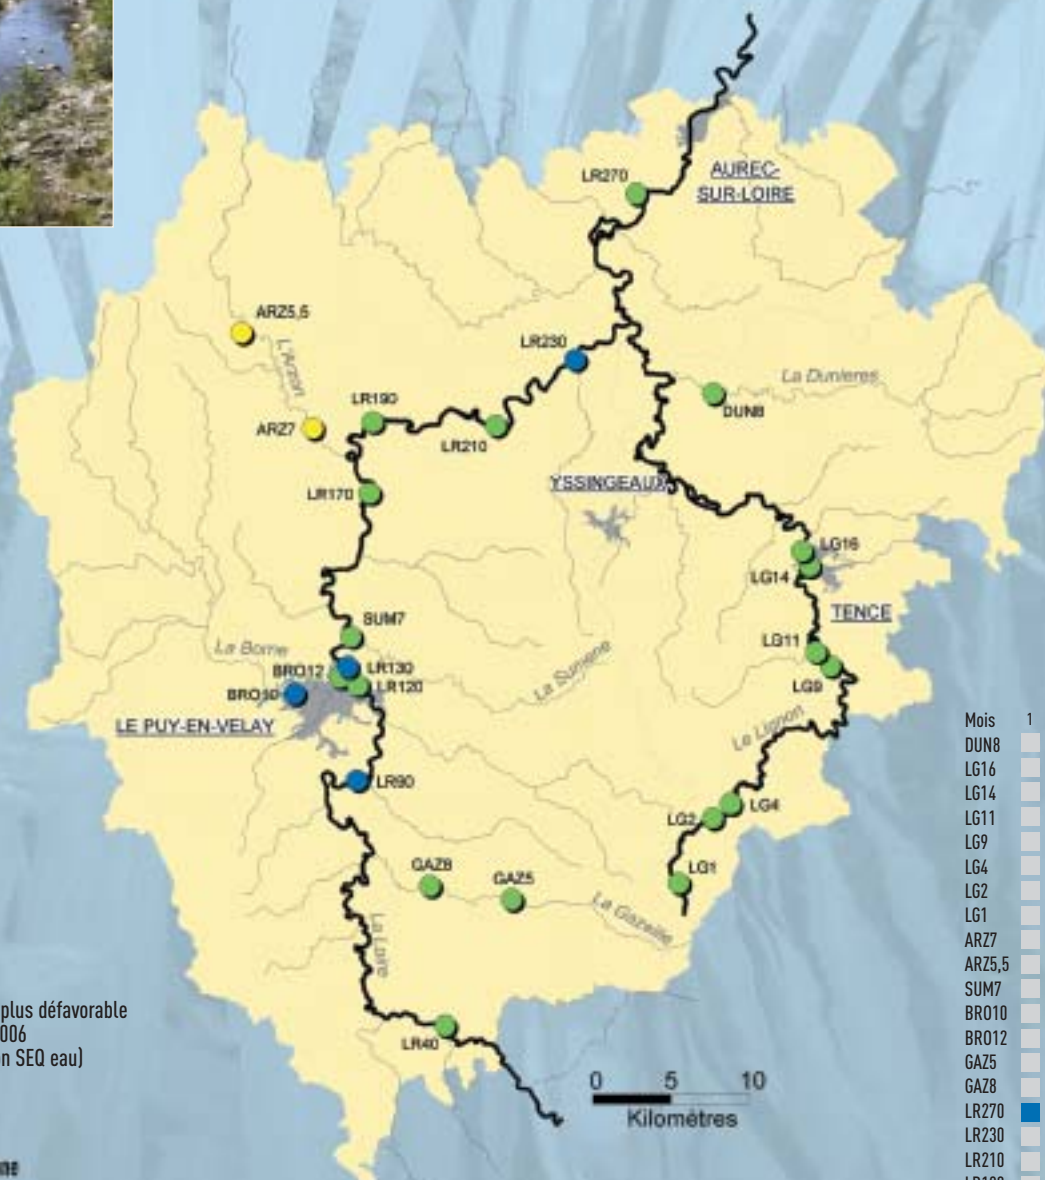 LR270
AUREC-
SUR-LOIRE
ARZ5,5
L'Arzon
LR230
La Dunieres
DUN8
LR190
ARZ7
LR210
YSSINGEAUX
LR170
LG16
LG14
TENCE
SUM7
La Borne
LR130
BRO12
LR120
BRO10
LE PUY-EN-VELAY
La Sumene
LG11
LG9
Le Lignon
LR90
LG4
LG2
GAZ8
GAZ5
LG1
La Gazeille
La Loire
LR40
0 5 10
Kilomètres
plus défavorable
006
n SEQ eau)
ne
Mois 1
DUN8
LG16
LG14
LG11
LG9
LG4
LG2
LG1
ARZ7
ARZ5,5
SUM7
BRO10
BRO12
GAZ5
GAZ8
LR270
LR230
LR210